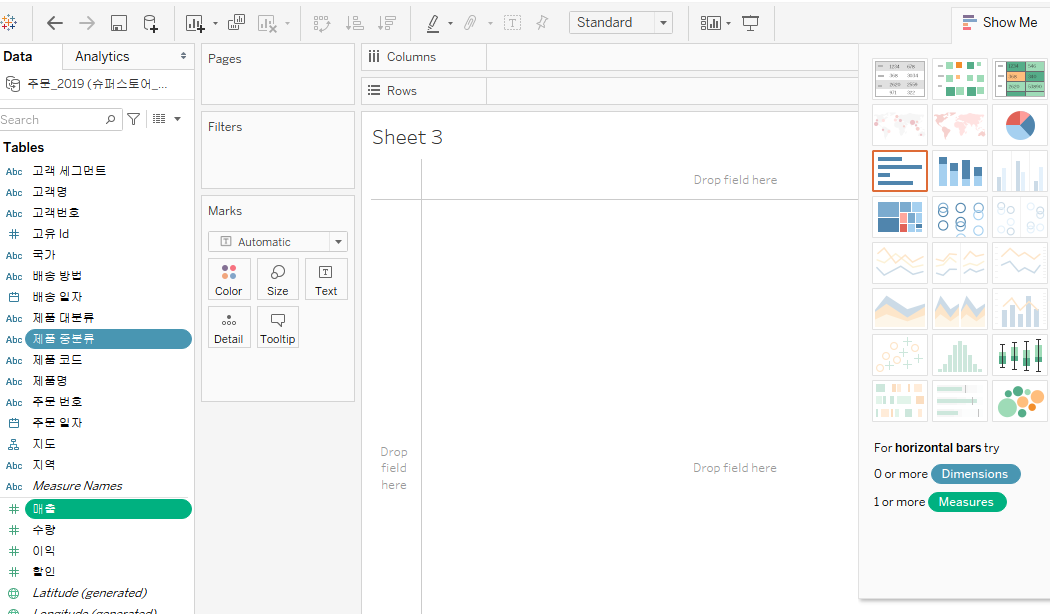 Standard
Show Me
Data
Analytics
주문_2019 (슈퍼스토어_...
Search
Tables
Abc 고객 세그먼트
Abc 고객명
Abc 고객번호
# 고유 Id
Abc 국가
Abc 배송 방법
배송 일자
Abc 제품 대분류
Abc 제품 중분류
Abc 제품 코드
Abc 제품명
Abc 주문 번호
주문 일자
지도
Abc 지역
Abc Measure Names
# 매출
# 수량
# 이익
# 할인
Latitude (generated)
Longitude (generated)
Pages
Filters
Marks
Automatic
Color
Size
Text
Detail
Tooltip
Columns
Rows
Sheet 3
Drop field here
Drop
field
here
Drop field here
For horizontal bars try
0 or more Dimensions
1 or more Measures